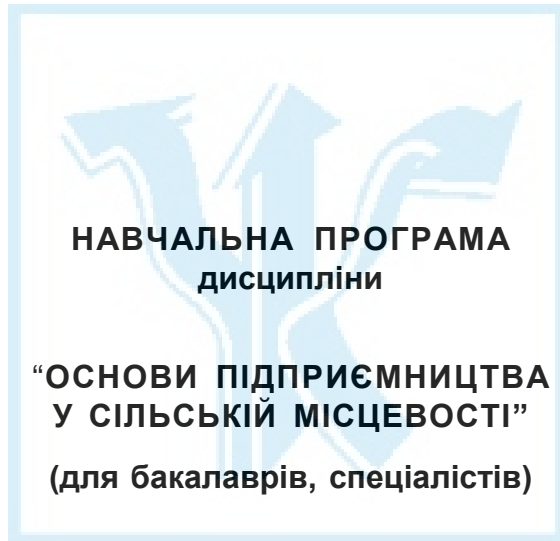 НАВЧАЛЬНА ПРОГРАМА
дисципліни
“ОСНОВИ ПІДПРИЄМНИЦТВА
У СІЛЬСЬКІЙ МІСЦЕВОСТІ”
(для бакалаврів, спеціалістів)